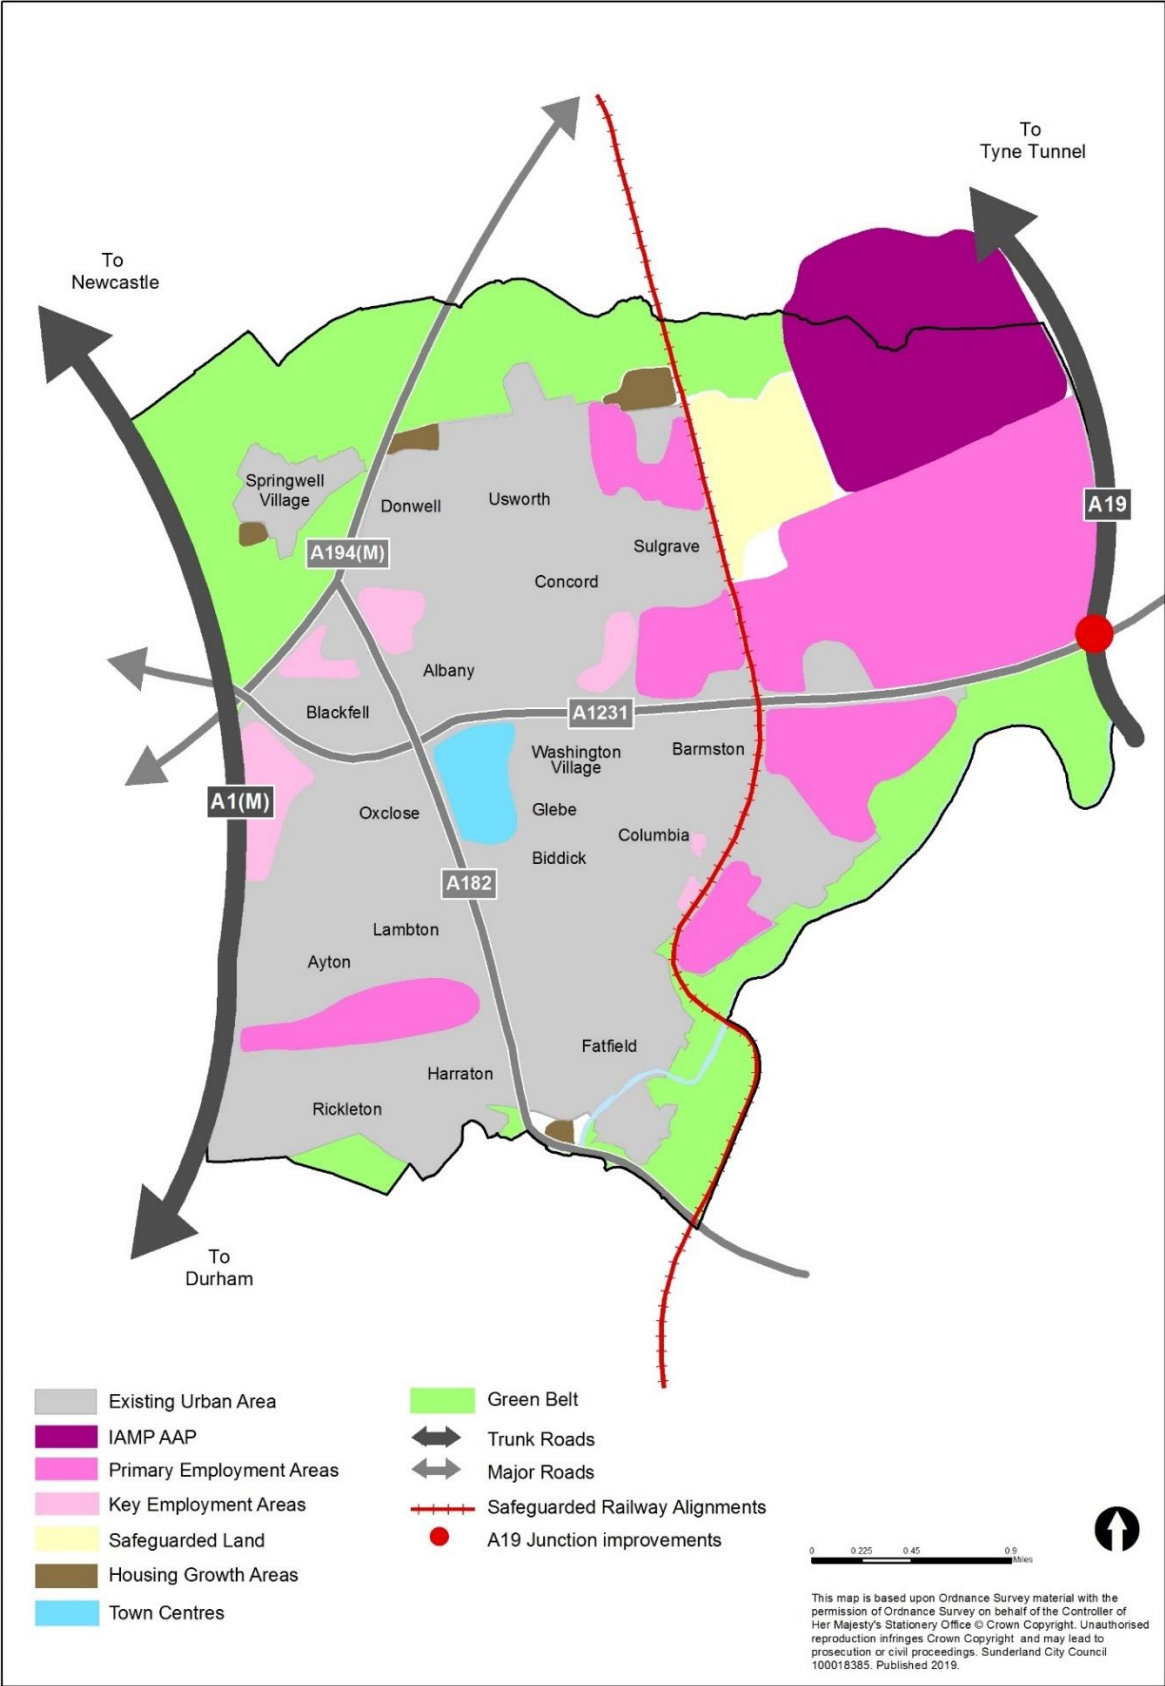 To
Tyne Tunnel
To
Newcastle
Springwell
Village
Donwell
Usworth
A19
A194(M)
Sulgrave
Concord
Albany
Blackfell
A1231
Washington
Village
Barmston
A1(M)
Oxclose
Glebe
Columbia
Biddick
A182
Lambton
Ayton
Fatfield
Harraton
Rickleton
To
Durham
Existing Urban Area
IAMP AAP
Primary Employment Areas
Key Employment Areas
Safeguarded Land
Housing Growth Areas
Town Centres
Green Belt
Trunk Roads
Major Roads
Safeguarded Railway Alignments
A19 Junction improvements
0 0.225 0.45 0.9
Miles
This map is based upon Ordnance Survey material with the
permission of Ordnance Survey on behalf of the Controller of
Her Majesty's Stationery Office © Crown Copyright. Unauthorised
reproduction infringes Crown Copyright and may lead to
prosecution or civil proceedings. Sunderland City Council
100018385. Published 2019.